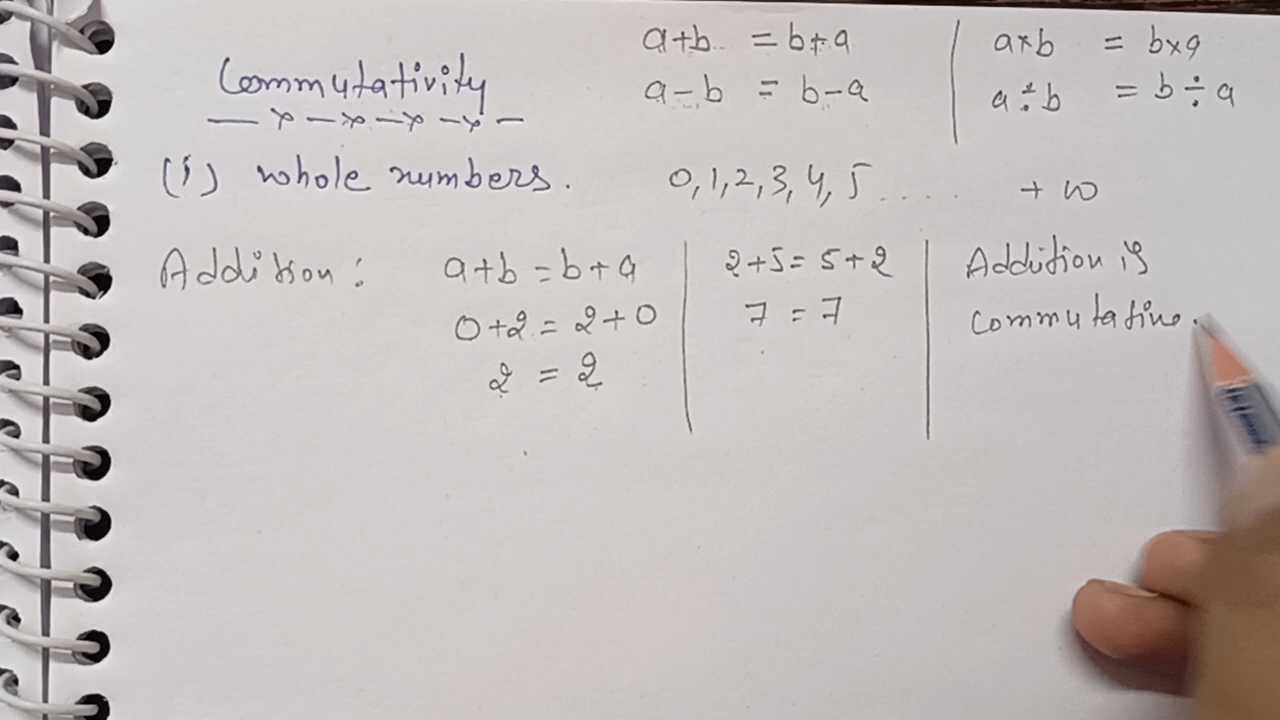 a+b = b+a
a-b = b-a
a×b = b×a
a÷b = b÷a
Commutativity
(i) whole numbers. 0,1,2,3,4,5 ..... +∞
Addition: a+b = b+a
0+2 = 2+0
2 = 2
2+5 = 5+2
7 = 7
Addition is
commutative.